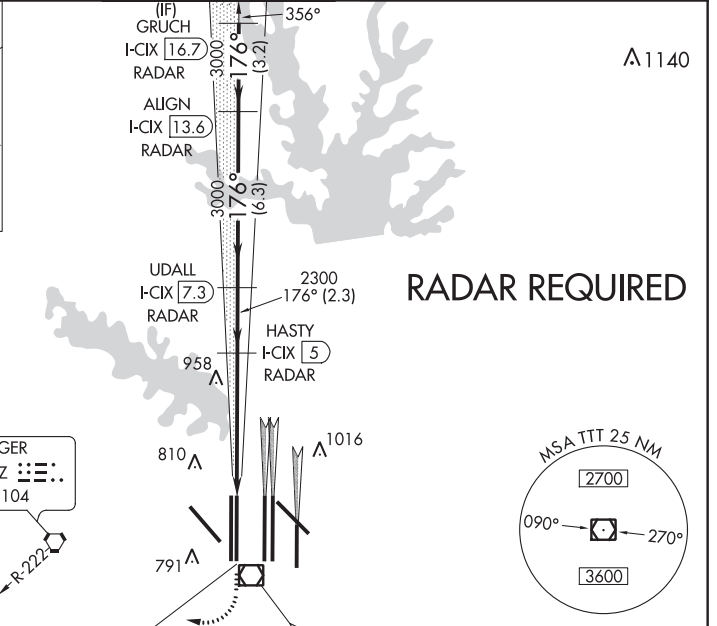 (IF)
GRUCH
I-CIX 16.7
RADAR
356°
3000
176°
(3.2)
1140
ALIGN
I-CIX 13.6
RADAR
3000
176°
(6.3)
UDALL
I-CIX 7.3
RADAR
2300
176° (2.3)
RADAR REQUIRED
HASTY
I-CIX 5
RADAR
958
810
1016
GER
Z
104
R-222
791
MSA TTT 25 NM
2700
090°
270°
3600